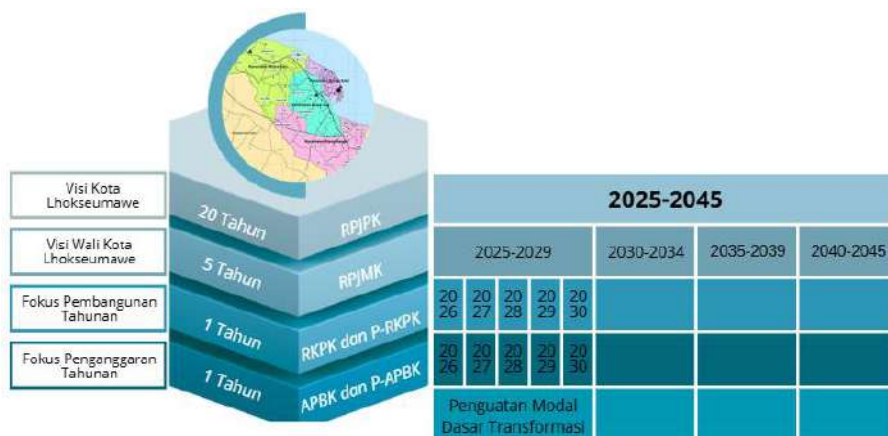 Visi Kota
Lhokseumawe
20 Tahun
RPJPK
2025-2045
Visi Wali Kota
Lhokseumawe
5 Tahun
RPJMK
2025-2029
2030-2034
2035-2039
2040-2045
Fokus Pembangunan
Tahunan
1 Tahun
RKPK dan P-RKPK
20 20 20 20 20
26 27 28 29 30
Fokus Penganggaran
Tahunan
1 Tahun
APBK dan P-APBK
20 20 20 20 20
26 27 28 29 30
Penguatan Modal
Dasar Transformasi